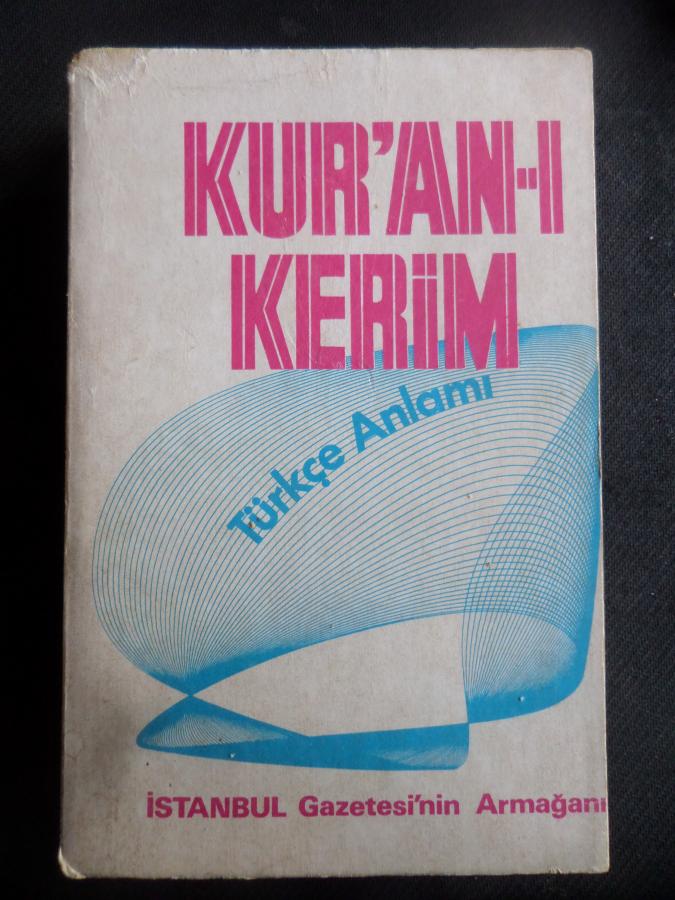 KUR'AN-I
KERİM
Türkçe Anlamı
İSTANBUL Gazetesi'nin Armağanı